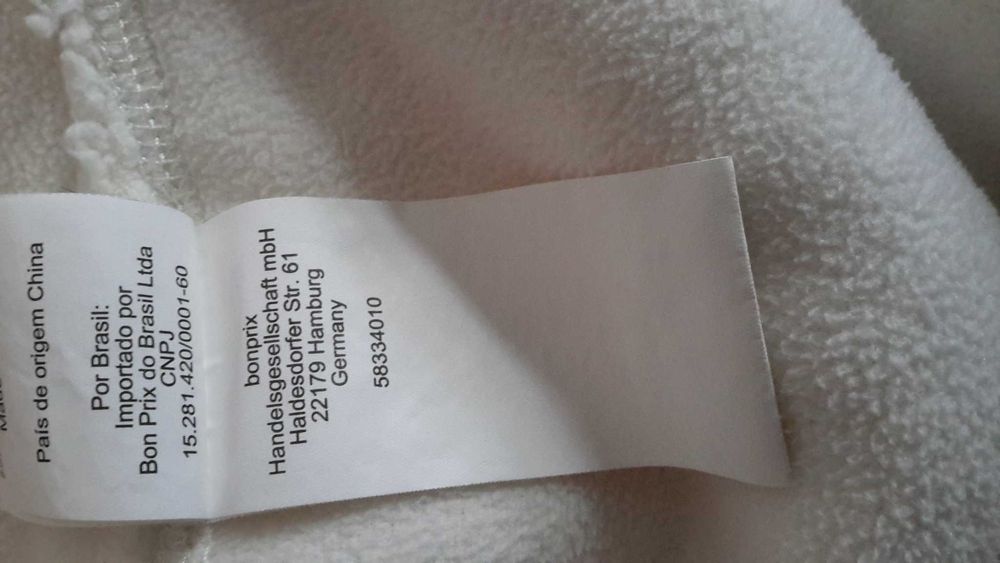 País de origem China
Por Brasil:
Importado por
Bon Prix do Brasil Ltda
CNPJ
15.281.420/0001-60
bonprix
Handelsgesellschaft mbH
Haldesdorfer Str. 61
22179 Hamburg
Germany
58334010